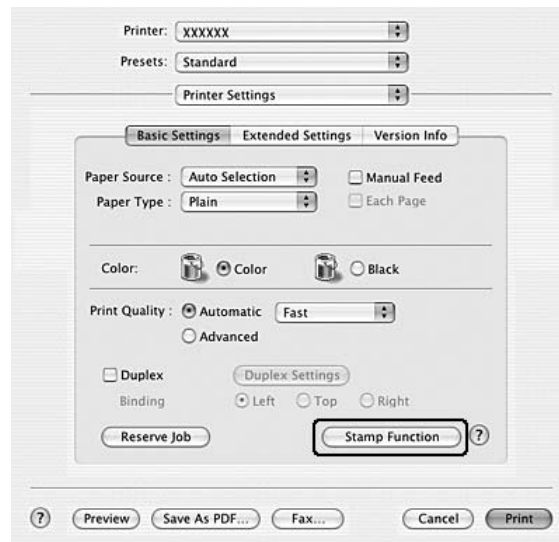 Printer: XXXXXX
Presets: Standard
Printer Settings
Basic Settings Extended Settings Version Info
Paper Source : Auto Selection Manual Feed
Paper Type : Plain Each Page
Color: Color Black
Print Quality : Automatic Fast
Advanced
Duplex Duplex Settings
Binding Left Top Right
Reserve Job Stamp Function ?
? Preview Save As PDF... Fax... Cancel Print